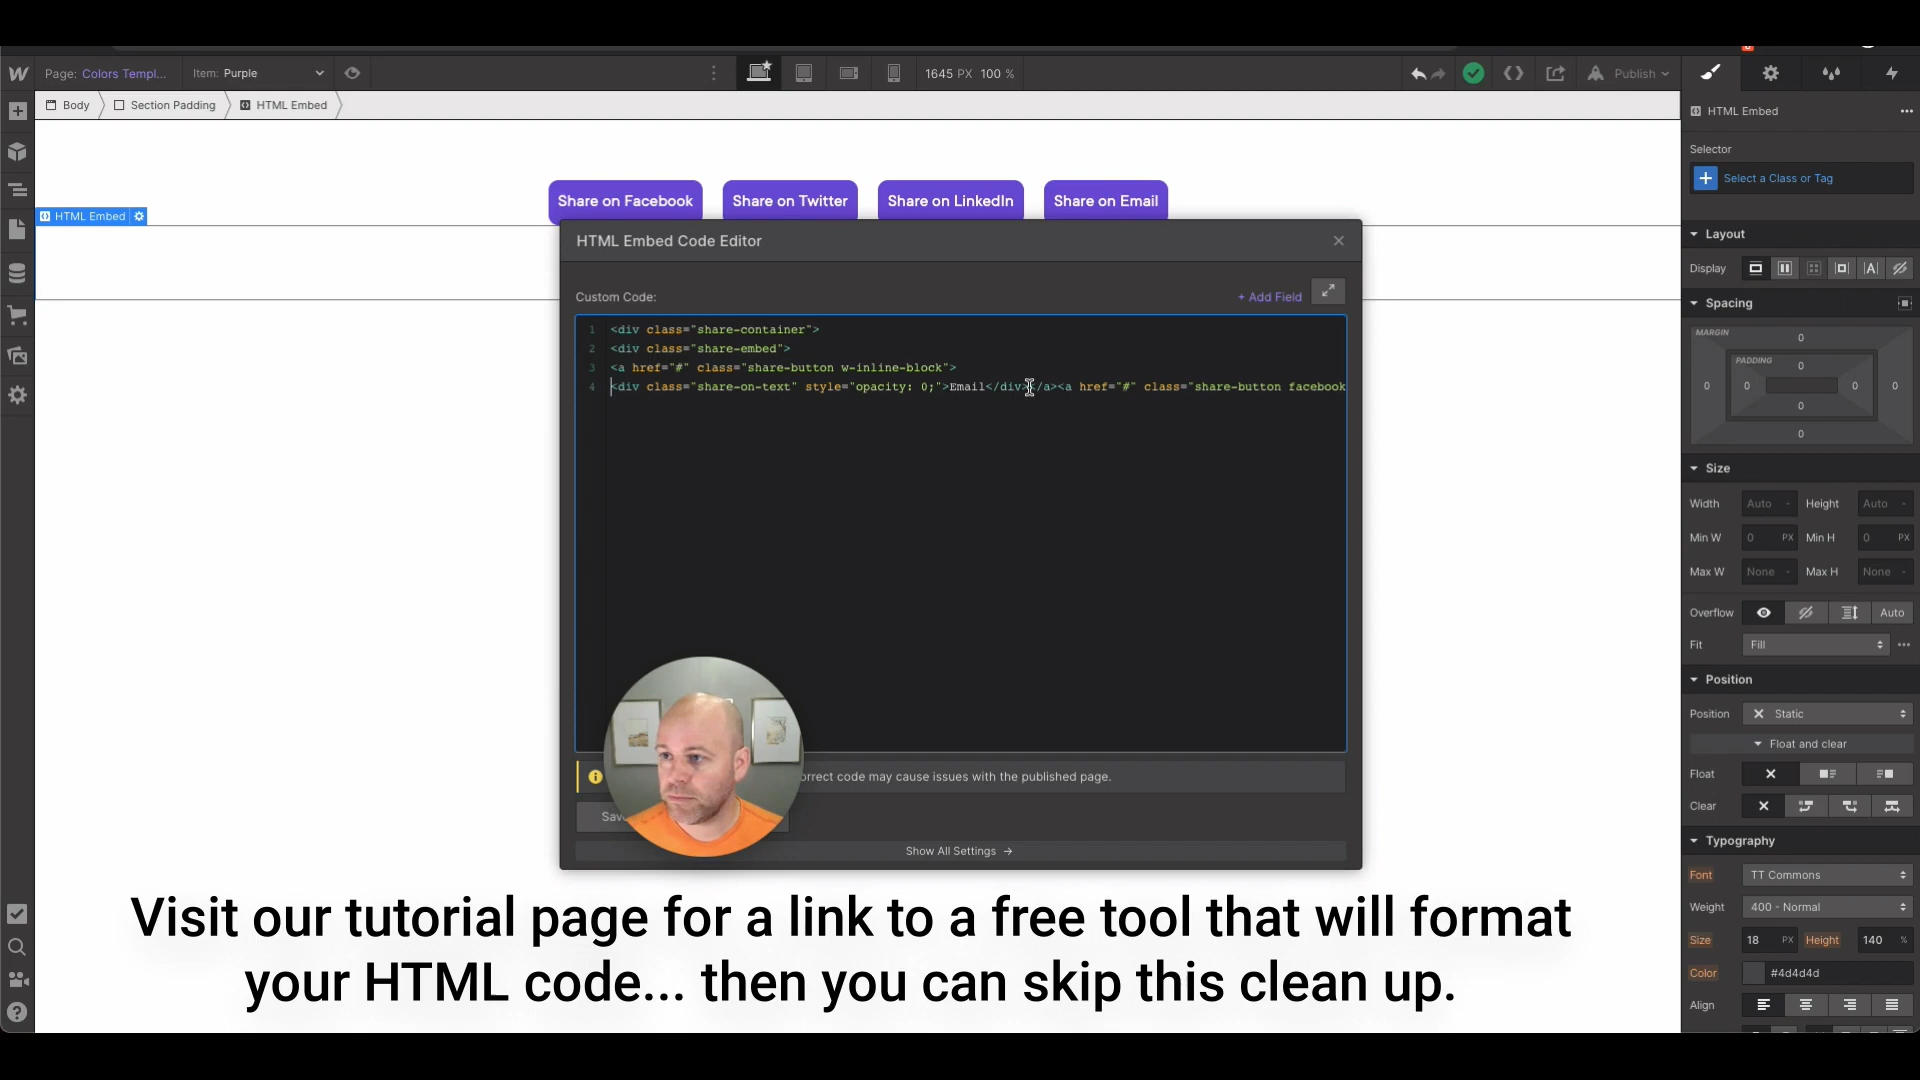 Page: Colors Templ...
Item: Purple
1645 PX 100 %
Publish
Body
Section Padding
HTML Embed
HTML Embed
Share on Facebook
Share on Twitter
Share on LinkedIn
Share on Email
HTML Embed
HTML Embed Code Editor
Custom Code:
+ Add Field
1 <div class="share-container">
2 <div class="share-embed">
3 <a href="#" class="share-button w-inline-block">
4 <div class="share-on-text" style="opacity: 0;">Email</div></a><a href="#" class="share-button facebook
orrect code may cause issues with the published page.
Sav
Show All Settings →
Selector
Select a Class or Tag
Layout
Display
Spacing
MARGIN
0
PADDING
0
0 0 0 0
0
0
Size
Width Auto - Height Auto -
Min W 0 PX Min H 0 PX
Max W None - Max H None -
Overflow Auto
Fit Fill
Position
Position Static
Float and clear
Float
Clear
Typography
Font TT Commons
Weight 400 - Normal
Size 18 PX Height 140 %
Color #4d4d4d
Align
Visit our tutorial page for a link to a free tool that will format
your HTML code... then you can skip this clean up.